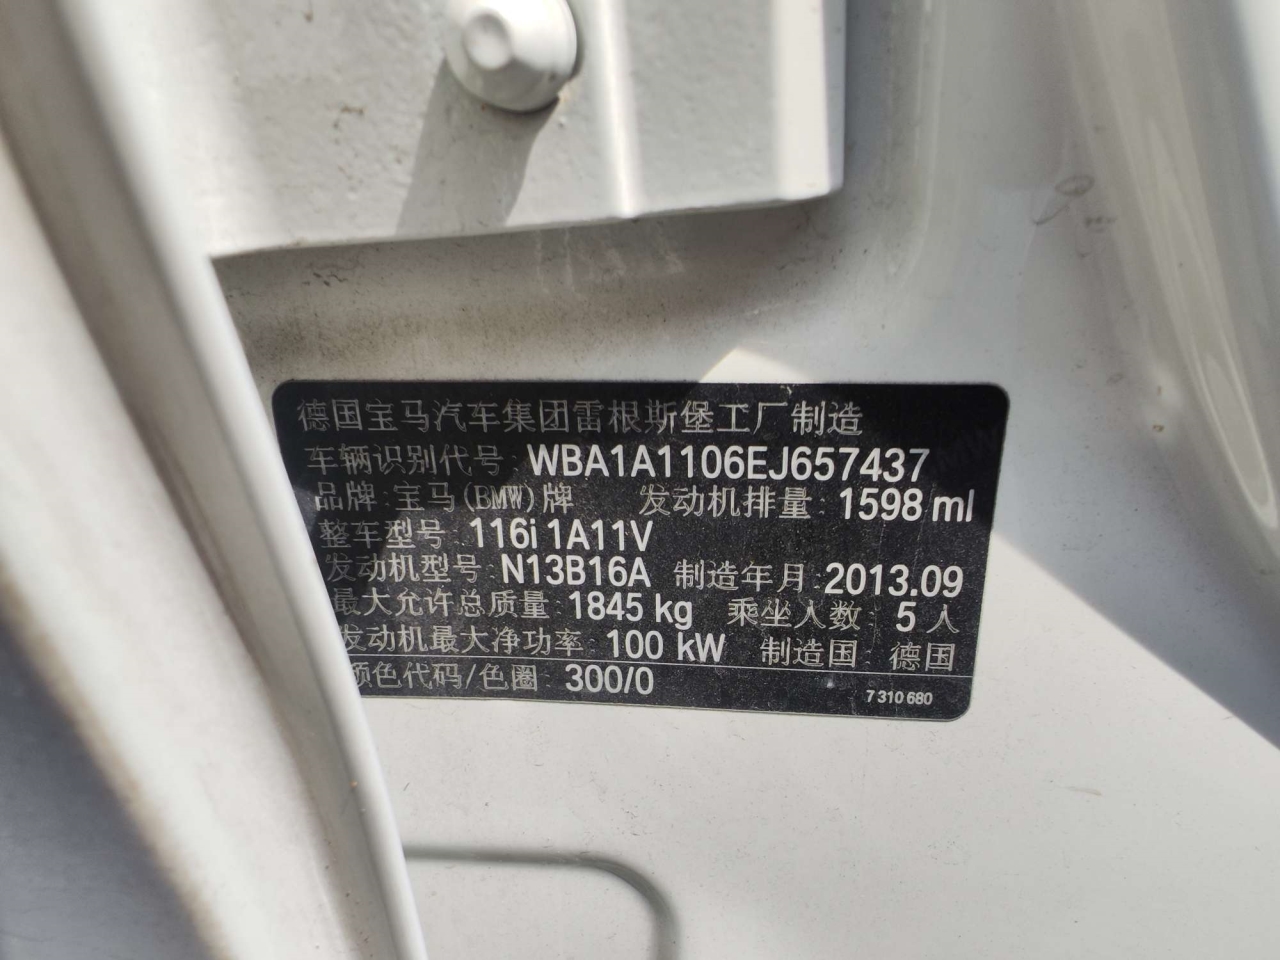 德国宝马汽车集团雷根斯堡工厂制造
车辆识别代号: WBA1A1106EJ657437
品牌: 宝马(BMW)牌 发动机排量: 1598 ml
整车型号: 116i 1A11V
发动机型号: N13B16A 制造年月: 2013.09
最大允许总质量: 1845 kg 乘坐人数: 5 人
发动机最大净功率: 100 kW 制造国: 德国
颜色代码/色圈: 300/0 7 310 680